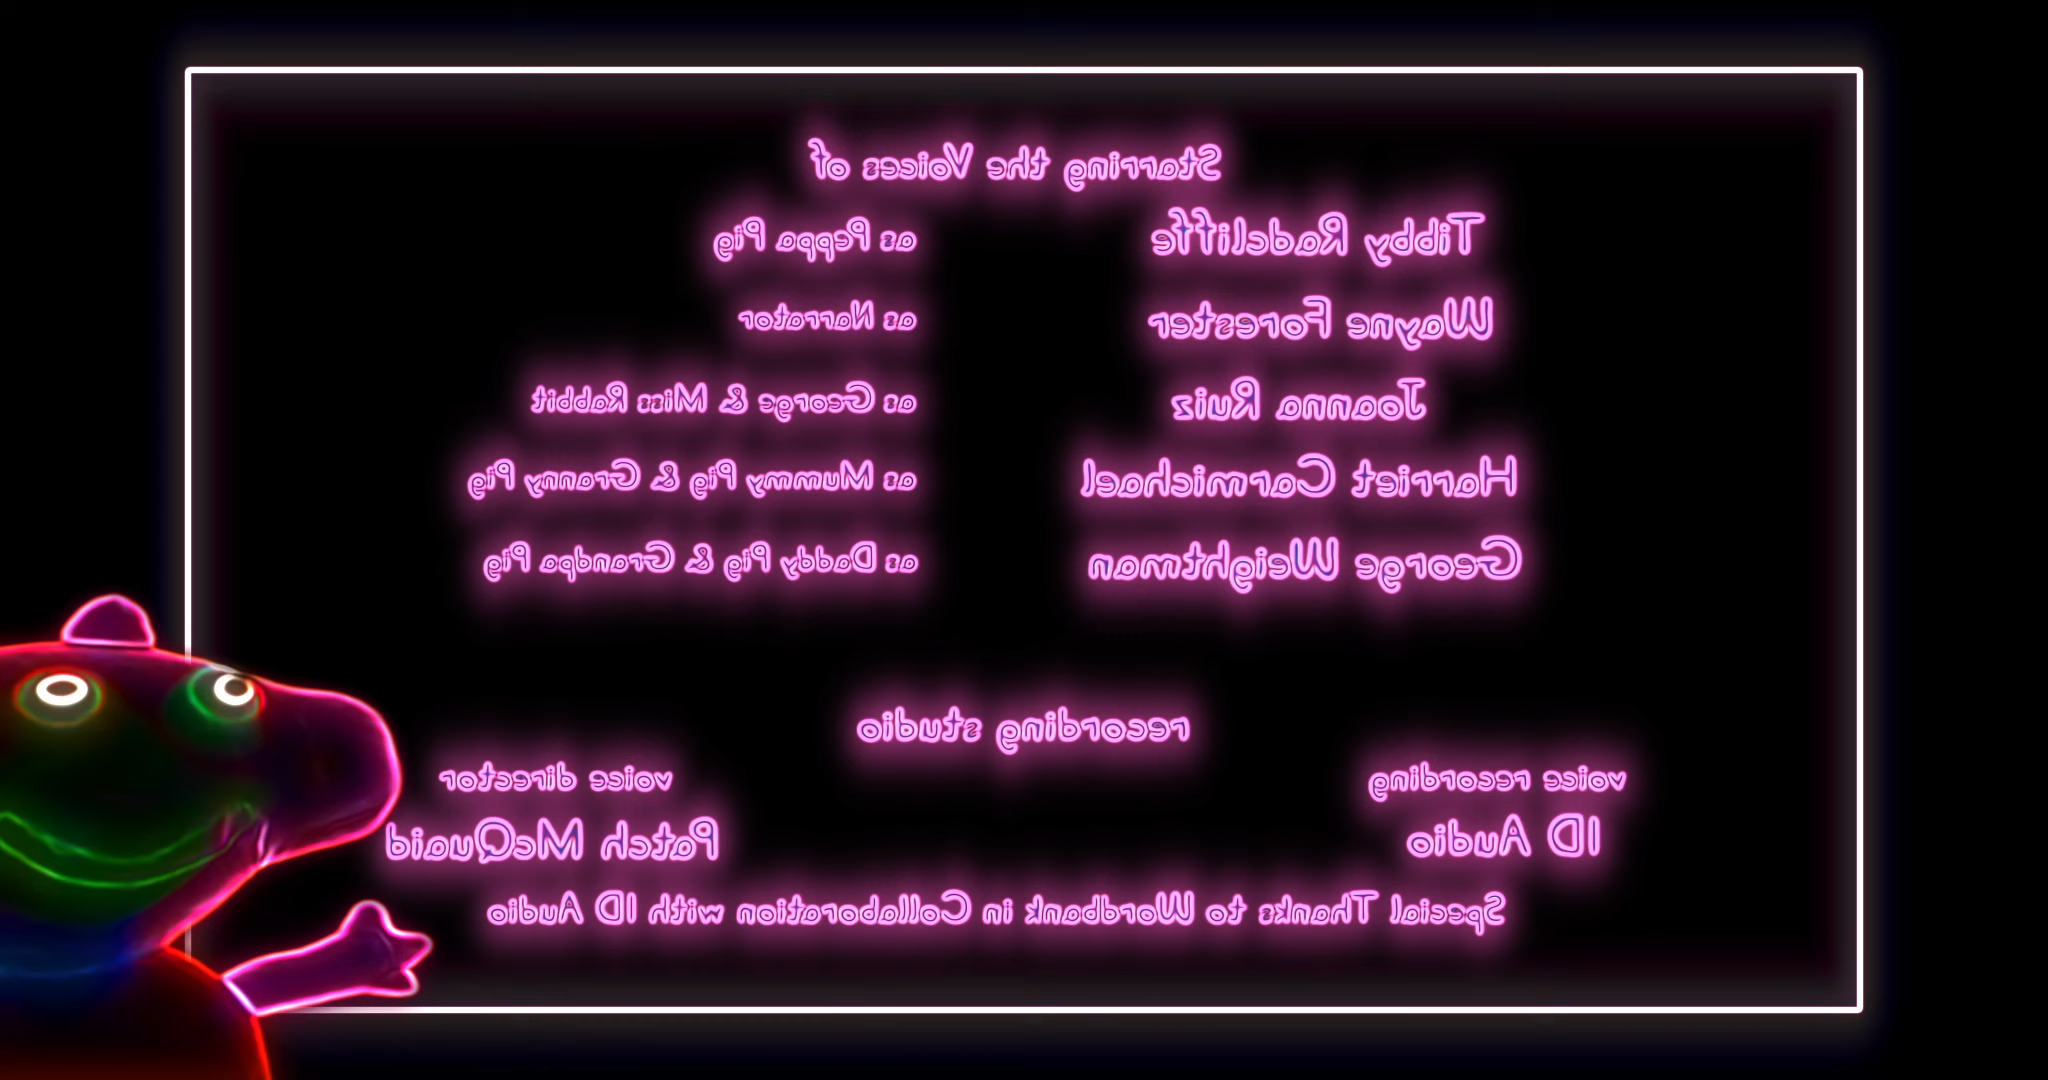 Starring the Voices of
Tibby Radcliffe as Peppa Pig
Wayne Forester as Narrator
Joanna Ruiz as George & Miss Rabbit
Harriet Carmichael as Mummy Pig & Granny Pig
George Weightman as Daddy Pig & Grandpa Pig
recording studio
voice recording voice director
ID Audio Patch McQuaid
Special Thanks to Wordbank in Collaboration with ID Audio